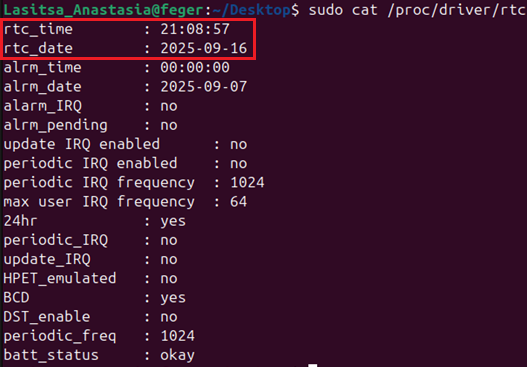 Lasitsa_Anastasia@feger:~/Desktop$ sudo cat /proc/driver/rtc
rtc_time : 21:08:57
rtc_date : 2025-09-16
alrm_time : 00:00:00
alrm_date : 2025-09-07
alarm_IRQ : no
alrm_pending : no
update IRQ enabled : no
periodic IRQ enabled : no
periodic IRQ frequency : 1024
max user IRQ frequency : 64
24hr : yes
periodic_IRQ : no
update_IRQ : no
HPET_emulated : no
BCD : yes
DST_enable : no
periodic_freq : 1024
batt_status : okay